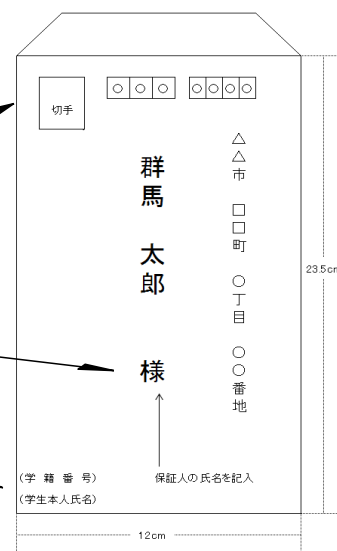 切手
○○○ ○○○○
△△市 □□町 ○丁目 ○○番地
群馬 太郎 様
23.5cm
(学籍番号) 保証人の氏名を記入
(学生本人氏名)
12cm